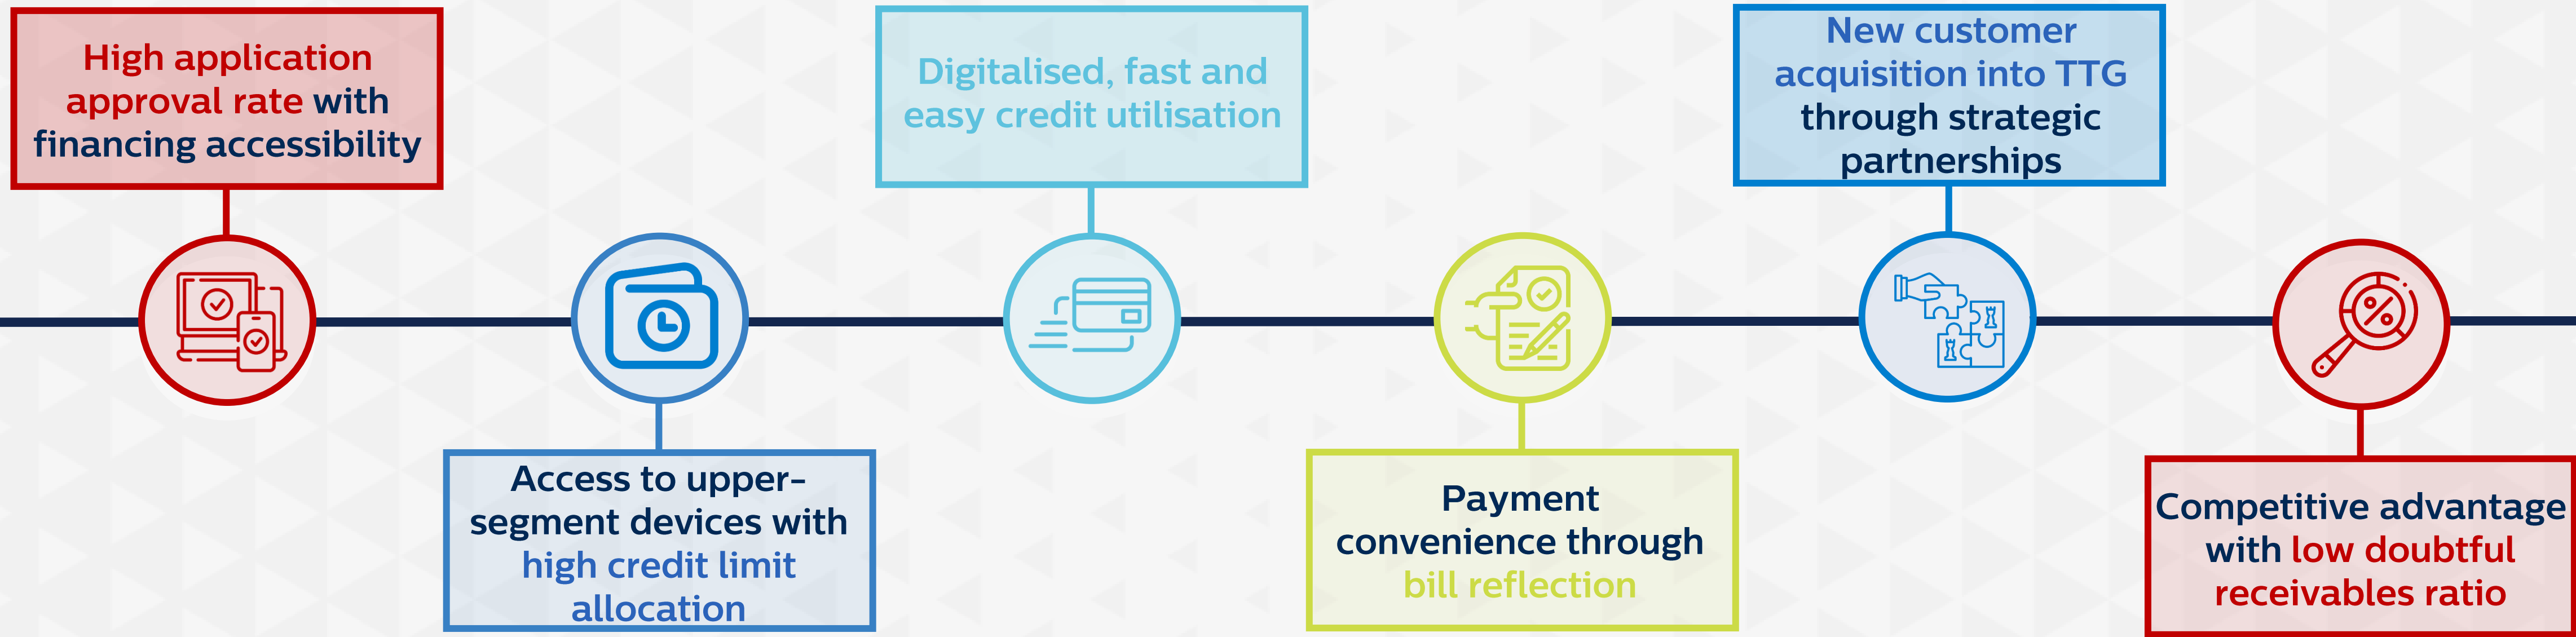 High application
approval rate with
financing accessibility
Access to upper-
segment devices with
high credit limit
allocation
Digitalised, fast and
easy credit utilisation
Payment
convenience through
bill reflection
New customer
acquisition into TTG
through strategic
partnerships
Competitive advantage
with low doubtful
receivables ratio